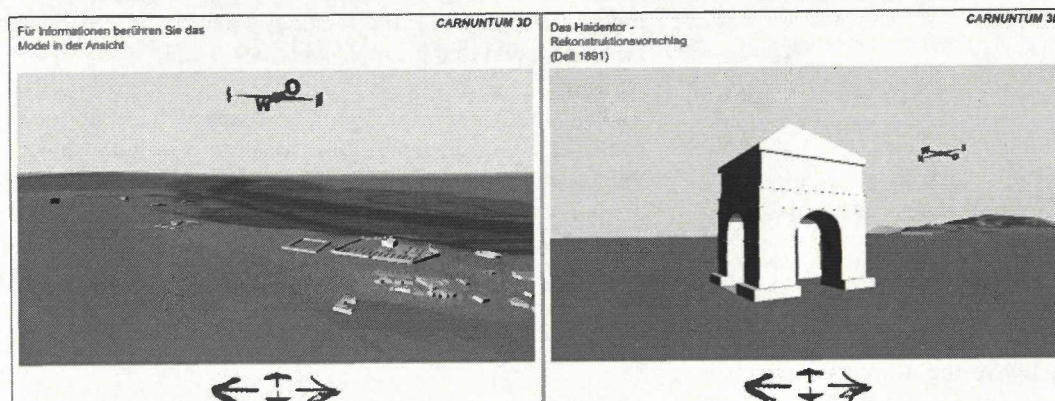 Für Informationen berühren Sie das
Model in der Ansicht
CARNUNTUM 3D
W
O
Das Haidentor -
Rekonstruktionsvorschlag
(Dell 1891)
CARNUNTUM 3D